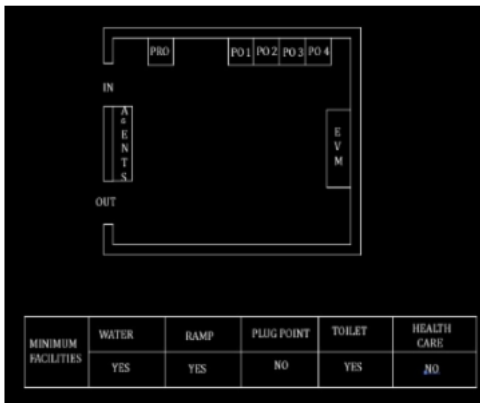 PRO PO 1 PO 2 PO 3 PO 4
IN
AGENTS
EVM
OUT
MINIMUM FACILITIES WATER RAMP PLUG POINT TOILET HEALTH CARE
YES YES NO YES NO